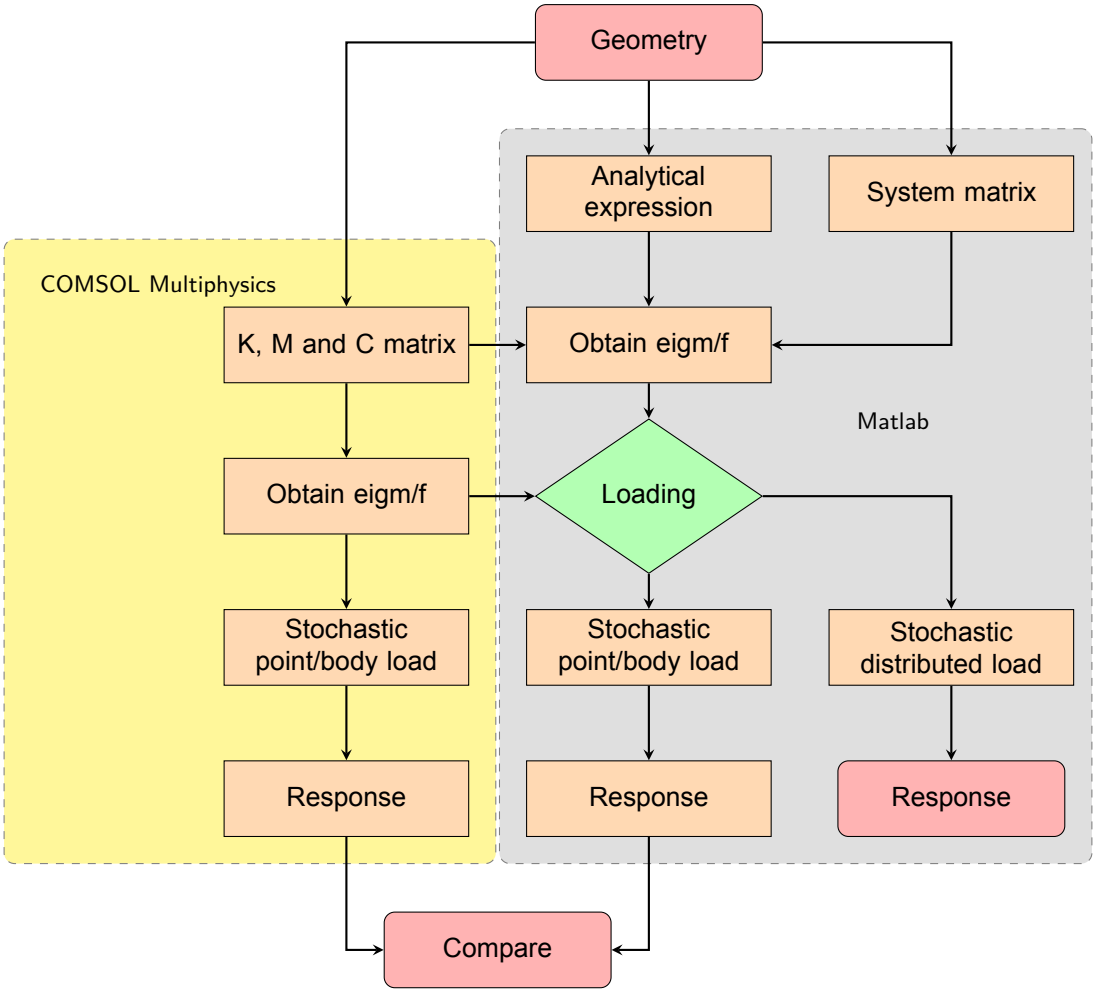 Geometry
Analytical
expression
System matrix
COMSOL Multiphysics
K, M and C matrix
Obtain eigm/f
Matlab
Obtain eigm/f
Loading
Stochastic
point/body load
Stochastic
point/body load
Stochastic
distributed load
Response
Response
Response
Compare